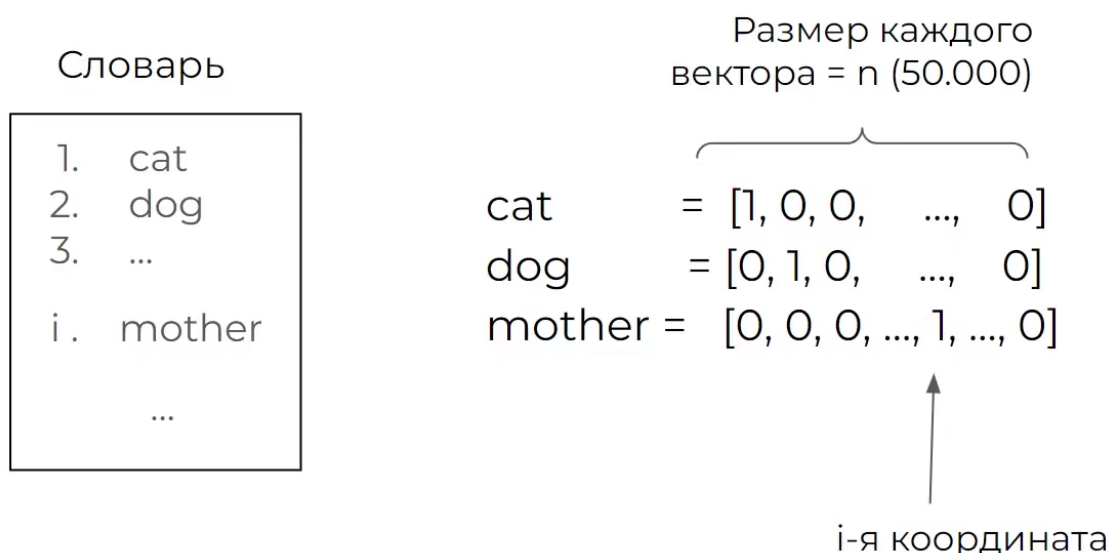 Словарь
1. cat
2. dog
3. ...
i. mother
...
Размер каждого
вектора = n (50.000)
cat = [1, 0, 0, ..., 0]
dog = [0, 1, 0, ..., 0]
mother = [0, 0, 0, ..., 1, ..., 0]
i-я координата